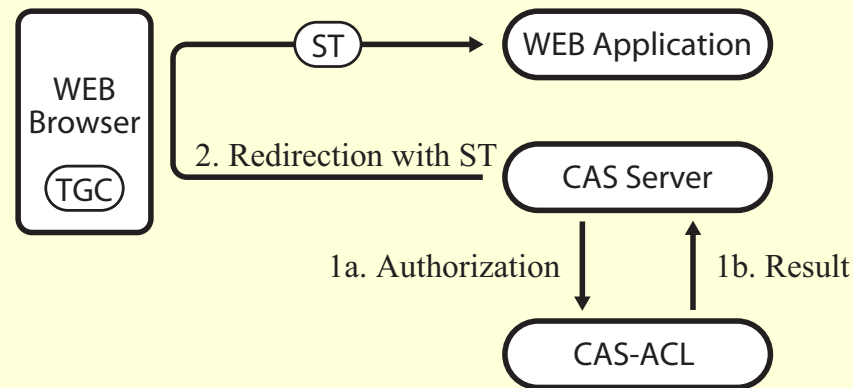 ST
WEB Application
WEB
Browser
TGC
2. Redirection with ST
CAS Server
1a. Authorization
1b. Result
CAS-ACL